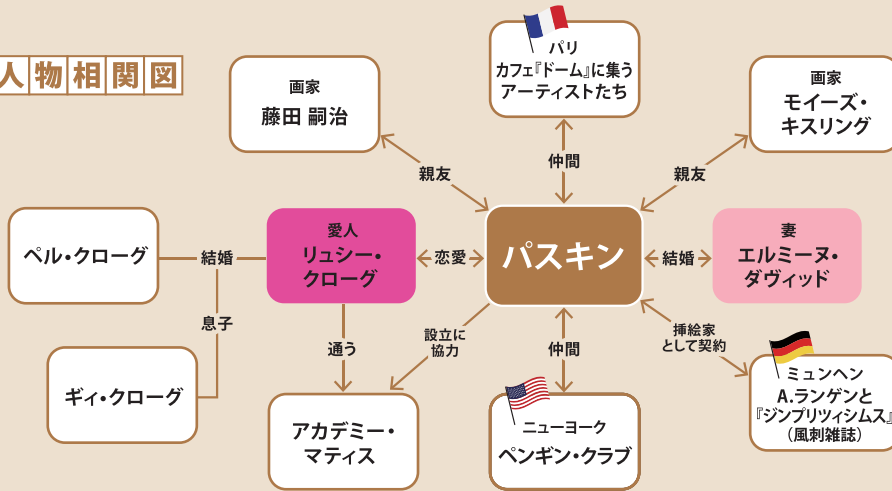 人物相関図
パリ
カフェ『ドーム』に集う
アーティストたち
画家
藤田 嗣治
画家
モイーズ・
キスリング
親友
仲間
親友
ペル・クローグ
結婚
愛人
リュシー・
クローグ
恋愛
パスキン
結婚
妻
エルミーヌ・
ダヴィッド
息子
ギィ・クローグ
通う
設立に
協力
仲間
挿絵家
として契約
アカデミー・
マティス
ニューヨーク
ペンギン・クラブ
ミュンヘン
A.ランゲンと
『ジンプリツィシムス』
(風刺雑誌)